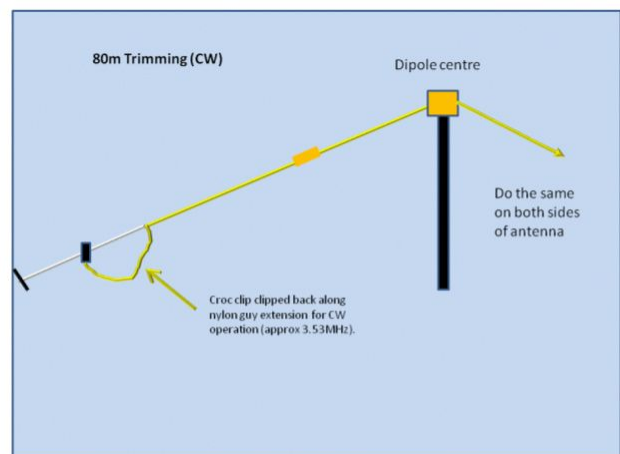 80m Trimming (CW)
Dipole centre
Do the same
on both sides
of antenna
Croc clip clipped back along
nylon guy extension for CW
operation (approx 3.53MHz).